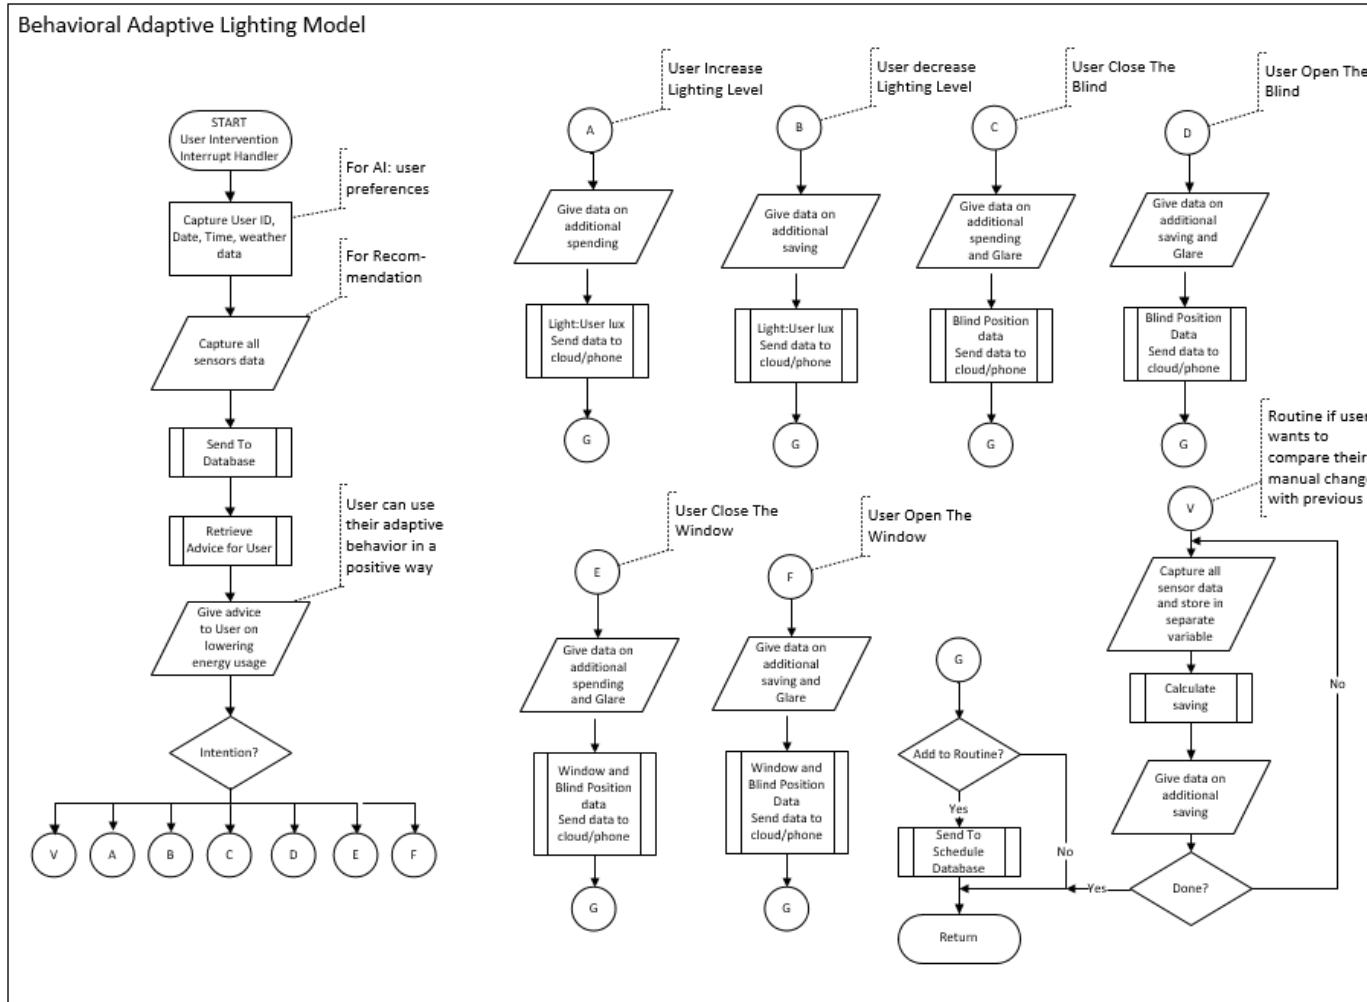 Behavioral Adaptive Lighting Model
START
User Intervention
Interrupt Handler
For AI: user
preferences
Capture User ID,
Date, Time, weather
data
For Recom-
mendation
Capture all
sensors data
Send To
Database
Retrieve
Advice for User
User can use
their adaptive
behavior in a
positive way
Give advice
to User on
lowering
energy usage
Intention?
V
A
B
C
D
E
F
User Increase
Lighting Level
A
Give data on
additional
spending
Light:User lux
Send data to
cloud/phone
G
User decrease
Lighting Level
B
Give data on
additional
saving
Light:User lux
Send data to
cloud/phone
G
User Close The
Blind
C
Give data on
additional
spending
and Glare
Blind Position
data
Send data to
cloud/phone
G
User Open The
Blind
D
Give data on
additional
saving and
Glare
Blind Position
Data
Send data to
cloud/phone
G
User Close The
Window
E
Give data on
additional
spending
and Glare
Window and
Blind Position
data
Send data to
cloud/phone
G
User Open The
Window
F
Give data on
additional
saving and
Glare
Window and
Blind Position
Data
Send data to
cloud/phone
G
G
Add to Routine?
Yes
No
Send To
Schedule
Database
Return
Routine if user
wants to
compare their
manual change
with previous
V
Capture all
sensor data
and store in
separate
variable
Calculate
saving
Give data on
additional
saving
Done?
Yes
No